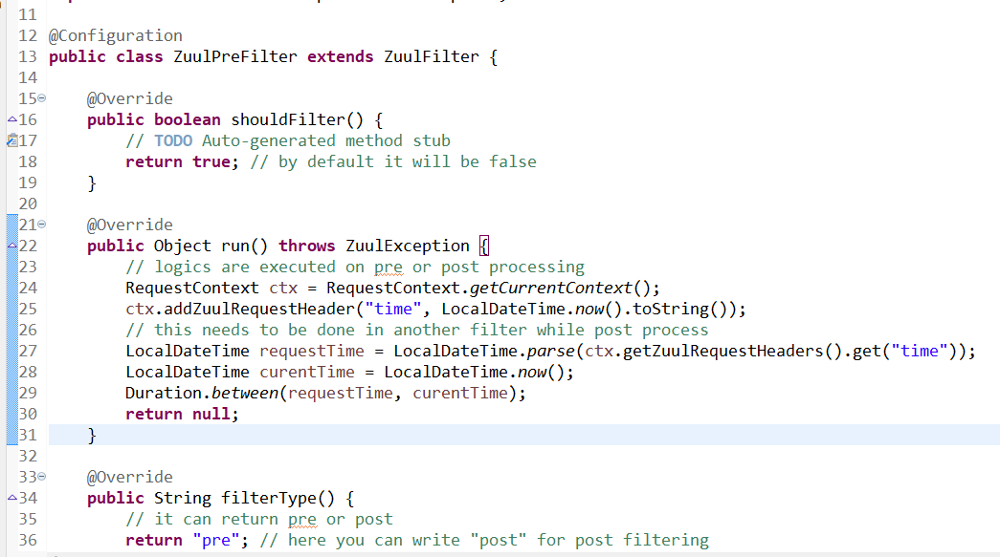 11
12 @Configuration
13 public class ZuulPreFilter extends ZuulFilter {
14
15 @Override
16 public boolean shouldFilter() {
17 // TODO Auto-generated method stub
18 return true; // by default it will be false
19 }
20
21 @Override
22 public Object run() throws ZuulException {
23 // logics are executed on pre or post processing
24 RequestContext ctx = RequestContext.getCurrentContext();
25 ctx.addZuulRequestHeader("time", LocalDateTime.now().toString());
26 // this needs to be done in another filter while post process
27 LocalDateTime requestTime = LocalDateTime.parse(ctx.getZuulRequestHeaders().get("time"));
28 LocalDateTime curentTime = LocalDateTime.now();
29 Duration.between(requestTime, curentTime);
30 return null;
31 }
32
33 @Override
34 public String filterType() {
35 // it can return pre or post
36 return "pre"; // here you can write "post" for post filtering